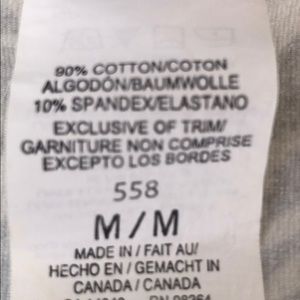 90% COTTON/COTON
ALGODÓN/BAUMWOLLE
10% SPANDEX/ELASTANO
EXCLUSIVE OF TRIM/
GARNITURE NON COMPRISE
EXCEPTO LOS BORDES
558
M/M
MADE IN / FAIT AU/
HECHO EN / GEMACHT IN
CANADA / CANADA